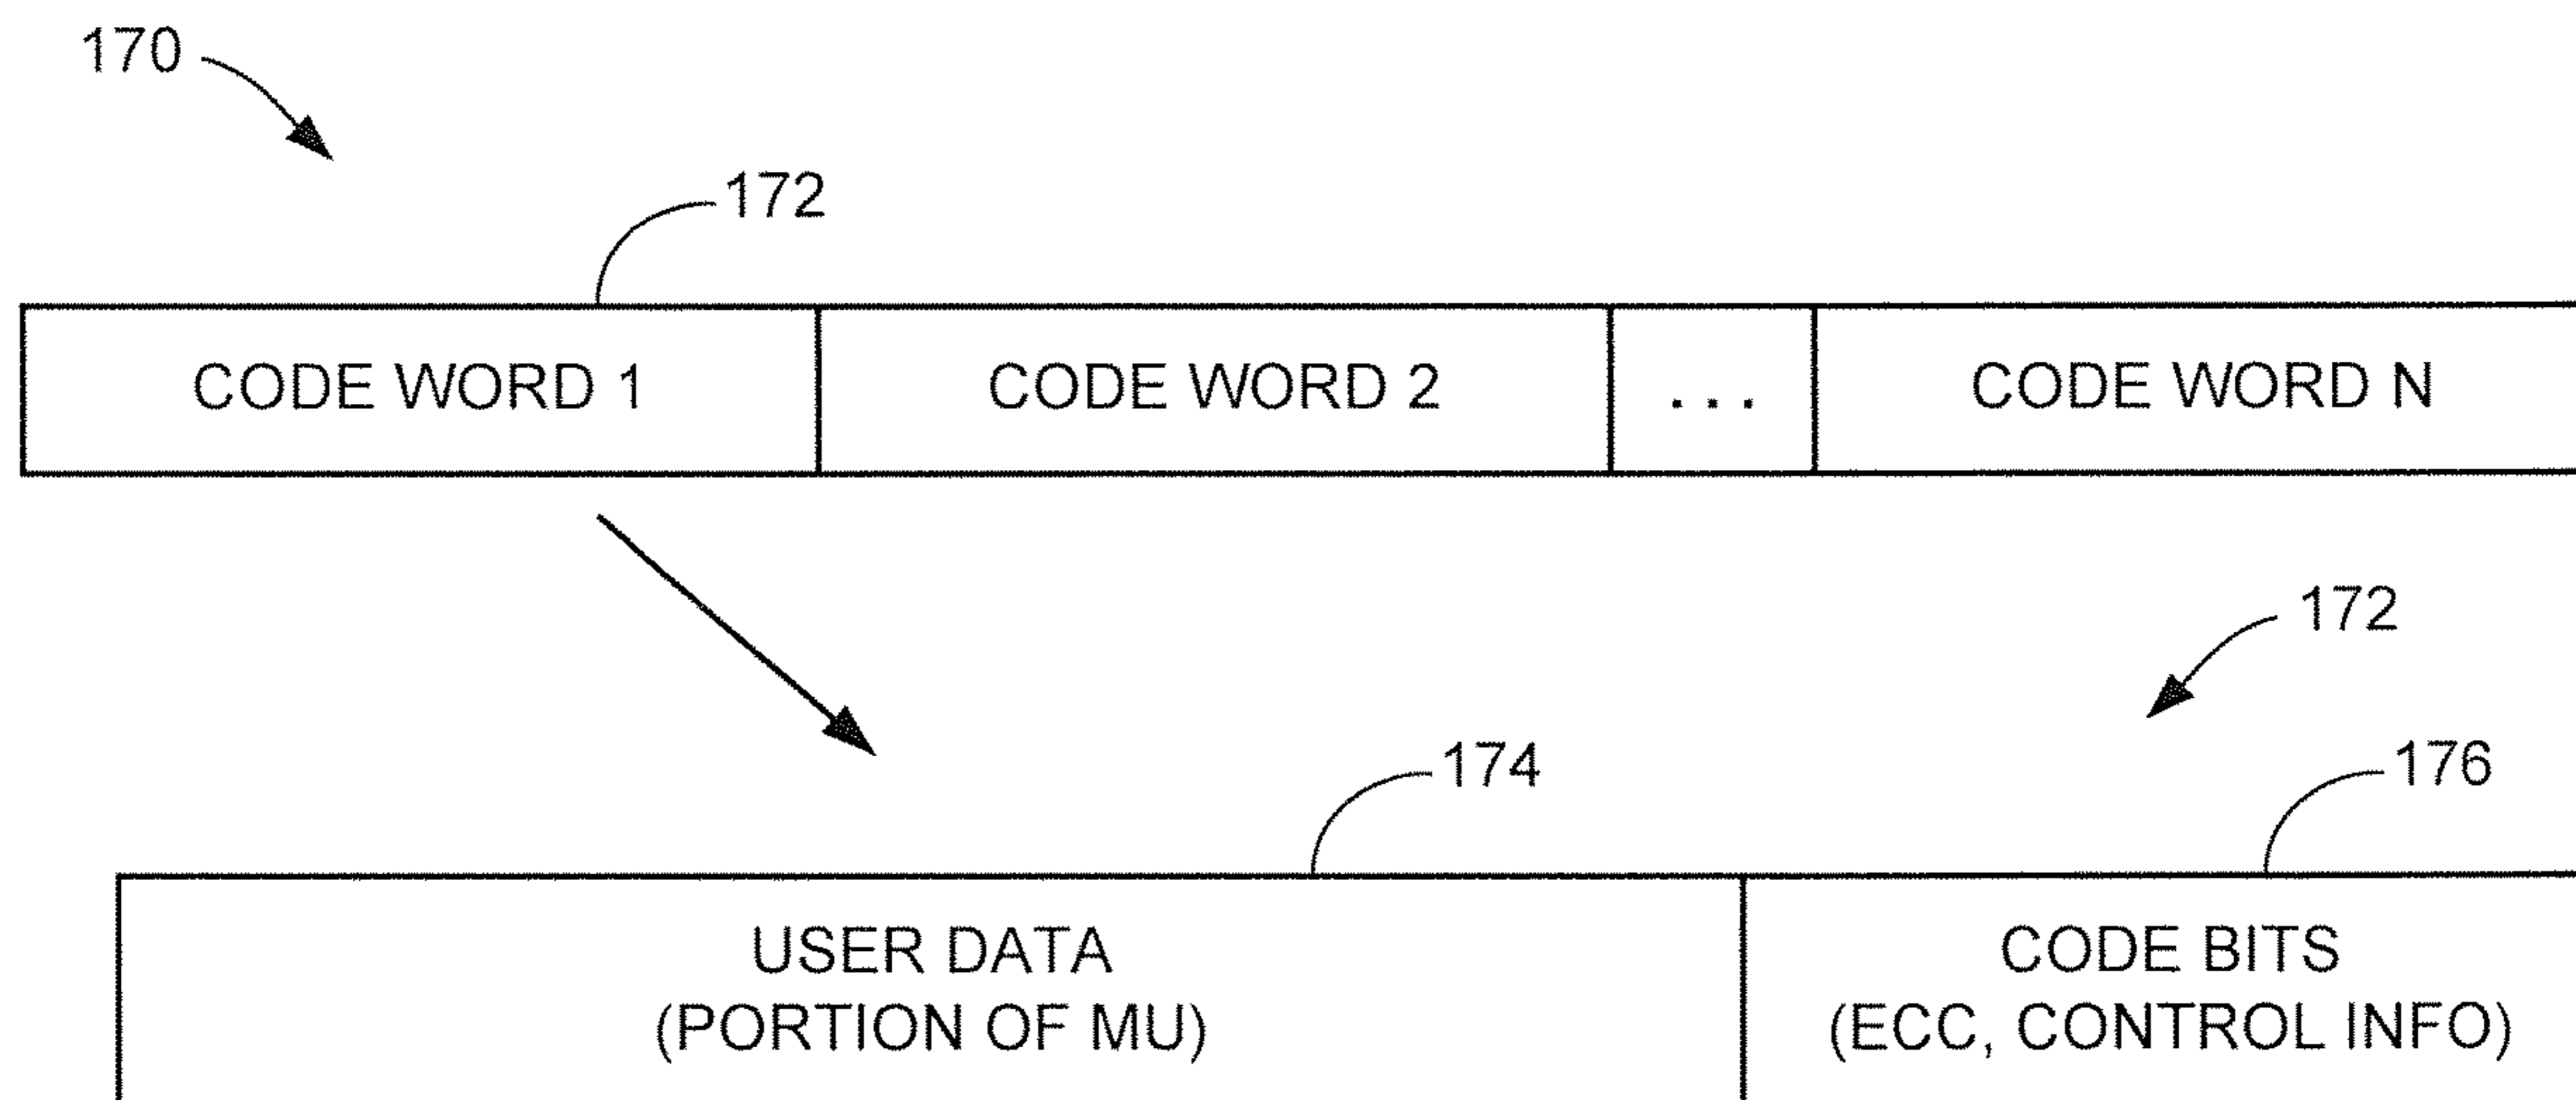 170
172
CODE WORD 1 CODE WORD 2 ... CODE WORD N
172
174 176
USER DATA CODE BITS
(PORTION OF MU) (ECC, CONTROL INFO)